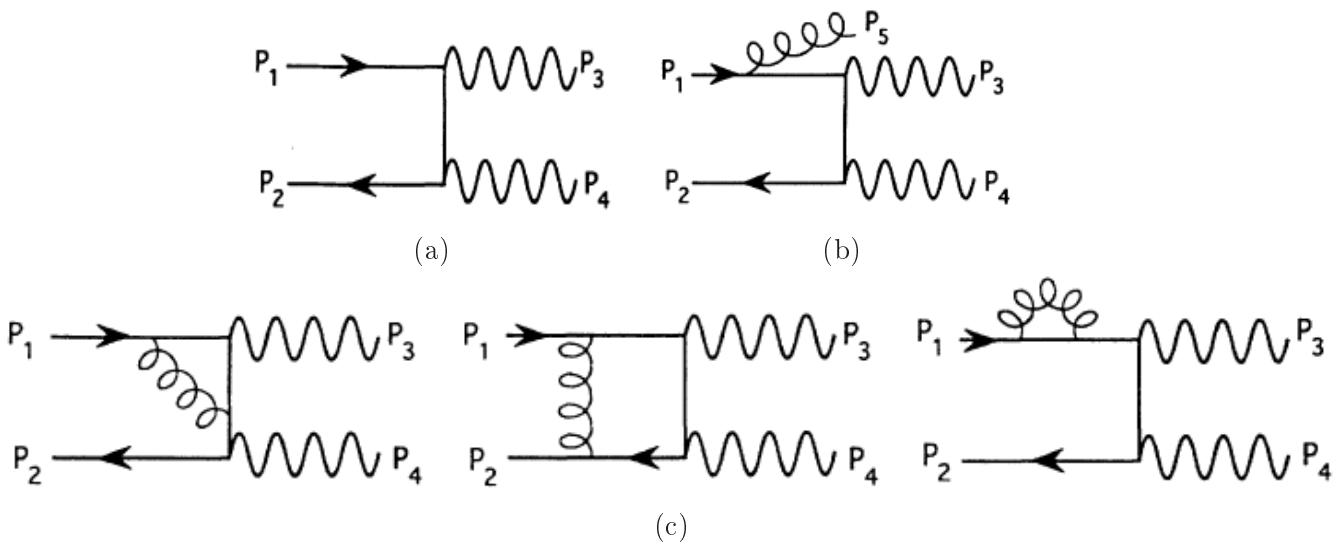 P₁ P₃ P₁ P₅ P₃
P₂ P₄ P₂ P₄
(a) (b)
P₁ P₃ P₁ P₃ P₁ P₃
P₂ P₄ P₂ P₄ P₂ P₄
(c)